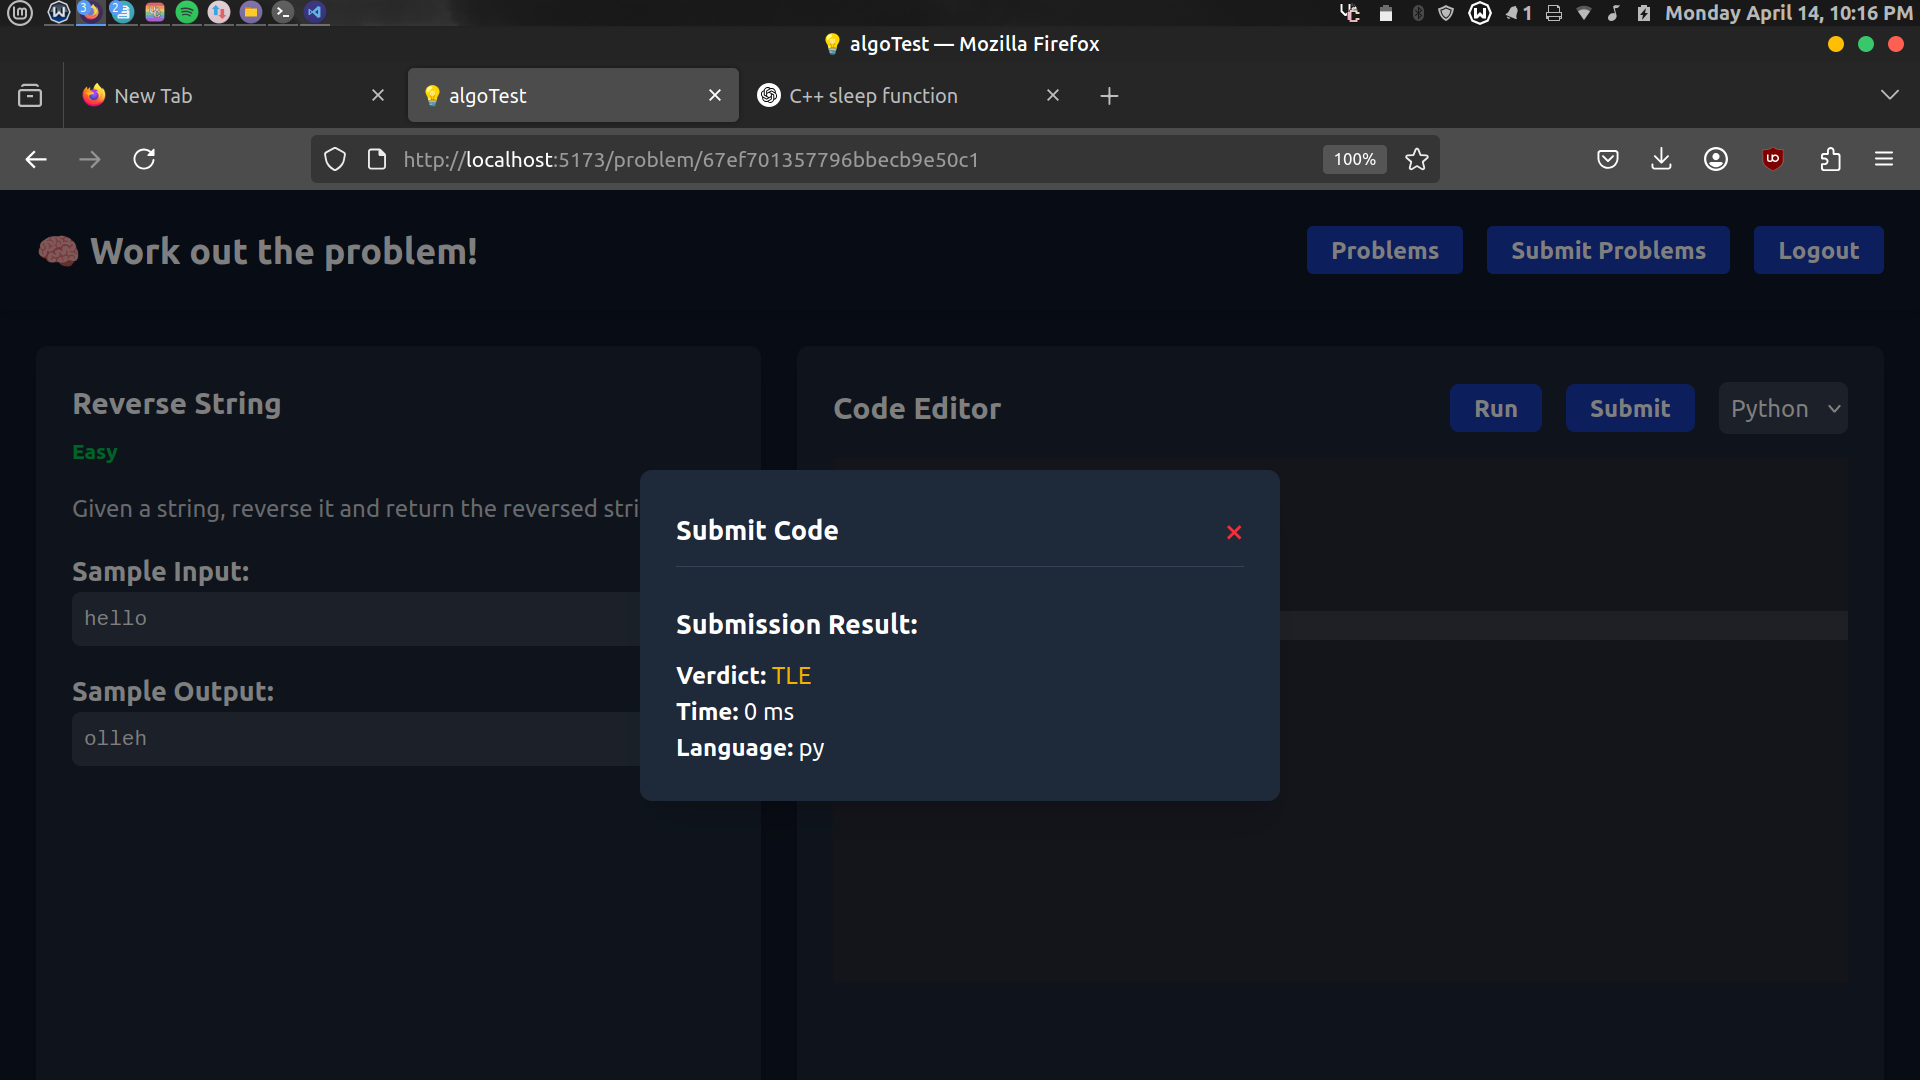 1
Monday April 14, 10:16 PM
algoTest — Mozilla Firefox
New Tab
algoTest
C++ sleep function
http://localhost:5173/problem/67ef701357796bbecb9e50c1
100%
🧠 Work out the problem!
Problems
Submit Problems
Logout
Reverse String
Easy
Given a string, reverse it and return the reversed stri
Sample Input:
hello
Sample Output:
olleh
Code Editor
Run
Submit
Python
Submit Code
Submission Result:
Verdict: TLE
Time: 0 ms
Language: py